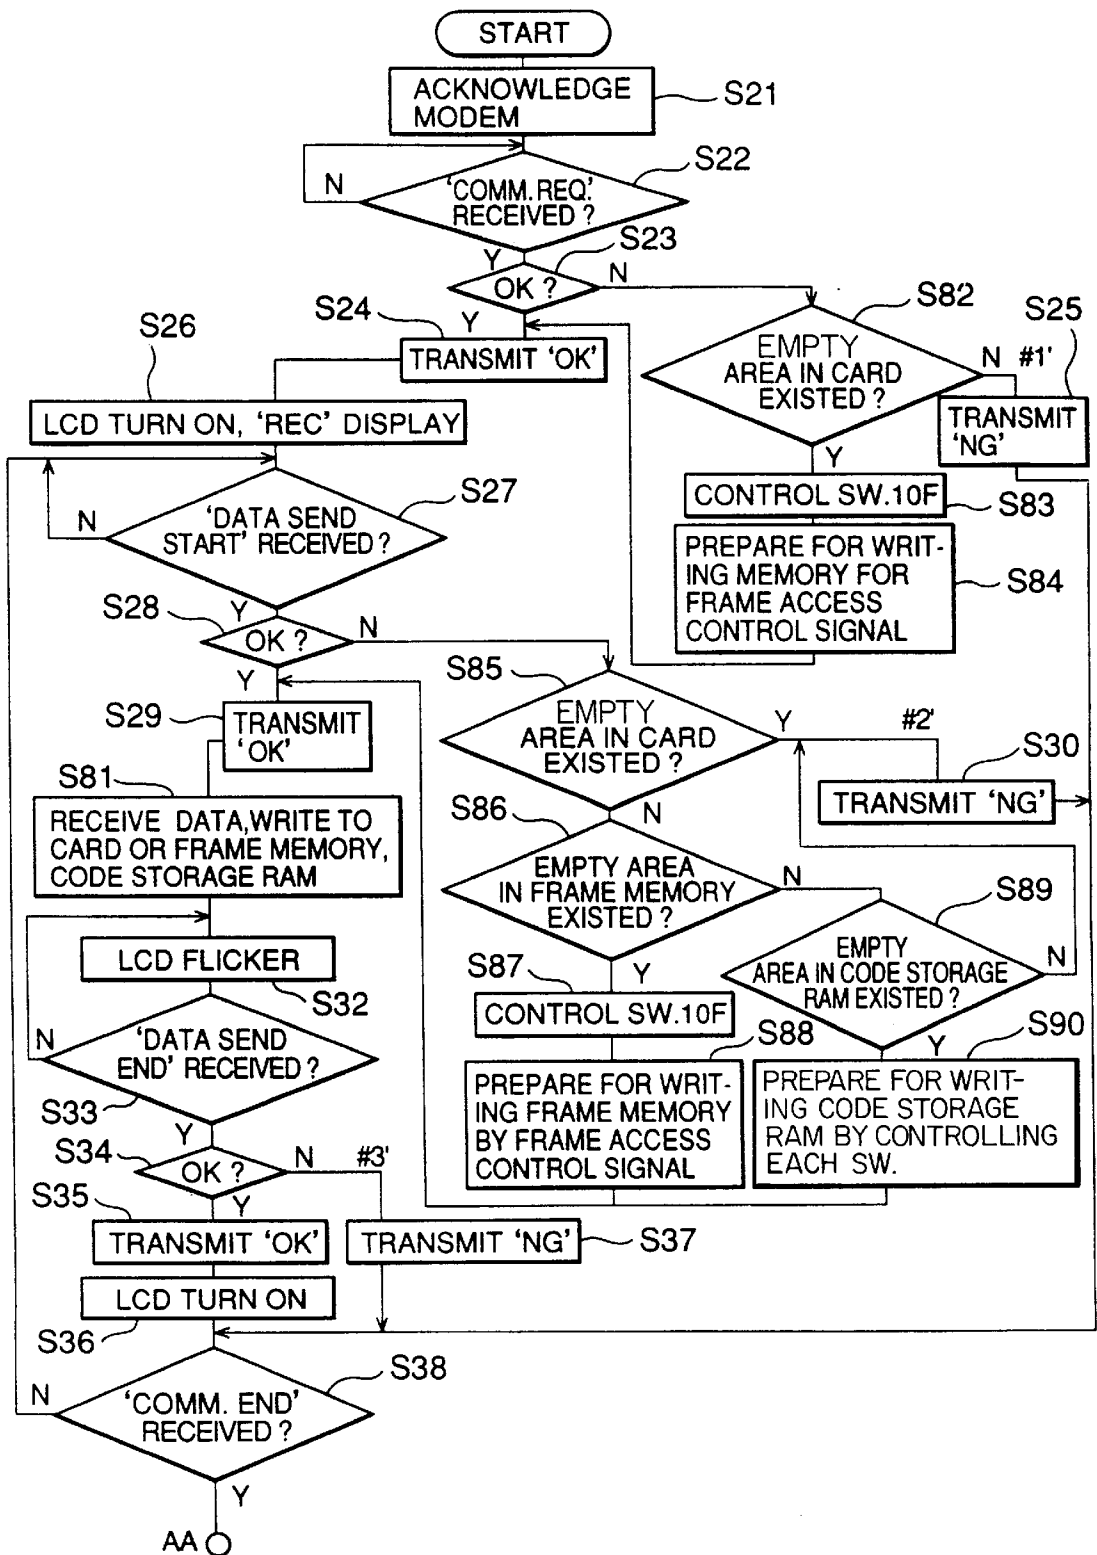 START
ACKNOWLEDGE
MODEM
S21
S22
N
'COMM.REQ.'
RECEIVED ?
S23
Y
OK ?
N
S82
S25
S24
Y
S26
TRANSMIT 'OK'
EMPTY
AREA IN CARD
EXISTED ?
N #1'
LCD TURN ON, 'REC' DISPLAY
TRANSMIT
'NG'
Y
S27
CONTROL SW.10F
S83
N
'DATA SEND
START' RECEIVED ?
PREPARE FOR WRIT-
ING MEMORY FOR
FRAME ACCESS
CONTROL SIGNAL
S84
S28
Y
OK ?
N
S85
Y
S29
TRANSMIT
'OK'
EMPTY
AREA IN CARD
EXISTED ?
Y
#2'
S30
S81
TRANSMIT 'NG'
S86
N
RECEIVE DATA,WRITE TO
CARD OR FRAME MEMORY,
CODE STORAGE RAM
EMPTY AREA
IN FRAME MEMORY
EXISTED ?
N
S89
LCD FLICKER
S32
EMPTY
AREA IN CODE STORAGE
RAM EXISTED ?
N
S87
Y
CONTROL SW.10F
N
'DATA SEND
END' RECEIVED ?
S33
S88
Y
S90
PREPARE FOR WRIT-
ING FRAME MEMORY
BY FRAME ACCESS
CONTROL SIGNAL
PREPARE FOR WRIT-
ING CODE STORAGE
RAM BY CONTROLLING
EACH SW.
Y
S34
OK ?
N
#3'
S35
Y
TRANSMIT 'OK'
TRANSMIT 'NG'
S37
LCD TURN ON
S36
S38
N
'COMM. END'
RECEIVED ?
Y
AA